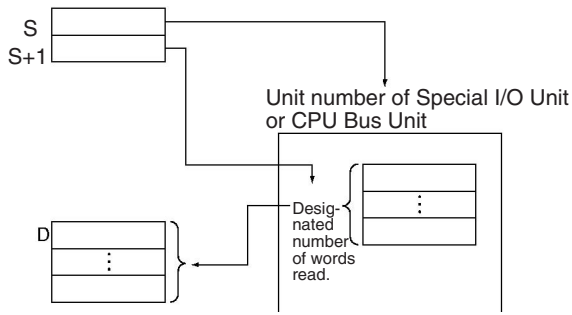 S
S+1
Unit number of Special I/O Unit
or CPU Bus Unit
Desig-
nated
number
of words
read.
D